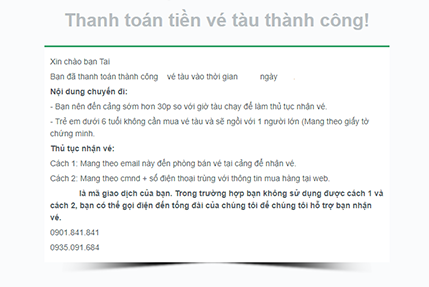 Thanh toán tiền vé tàu thành công!
Xin chào bạn Tai
Bạn đã thanh toán thành công vé tàu vào thời gian ngày .
Nội dung chuyến đi:
- Bạn nên đến cảng sớm hơn 30p so với giờ tàu chạy để làm thủ tục nhận vé.
- Trẻ em dưới 6 tuổi không cần mua vé tàu và sẽ ngồi với 1 người lớn (Mang theo giấy tờ
chứng minh.
Thủ tục nhận vé:
Cách 1: Mang theo email này đến phòng bán vé tại cảng để nhận vé.
Cách 2: Mang theo cmnd + số điện thoại trùng với thông tin mua hàng tại web.
là mã giao dịch của bạn. Trong trường hợp bạn không sử dụng được cách 1 và
cách 2, bạn có thể gọi điện đến tổng đài của chúng tôi để chúng tôi hỗ trợ bạn nhận
vé.
0901.841.841
0935.091.684